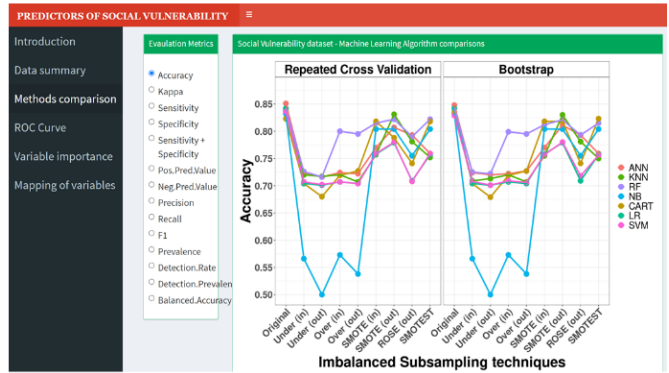 PREDICTORS OF SOCIAL VULNERABILITY
Introduction
Data summary
Methods comparison
ROC Curve
Variable importance
Mapping of variables
Evaulation Metrics
Accuracy
Kappa
Sensitivity
Specificity
Sensitivity +
Specificity
Pos.Pred.Value
Neg.Pred.Value
Precision
Recall
F1
Prevalence
Detection.Rate
Detection.Prevalen
Balanced.Accuracy
Social Vulnerability dataset - Machine Learning Algorithm comparisons
Repeated Cross Validation
Bootstrap
Accuracy
0.85
0.80
0.75
0.70
0.65
0.60
0.55
0.50
Original
Under (in)
Under (out)
Over (in)
Over (out)
SMOTE (in)
SMOTE (out)
ROSE (out)
SMOTEST
Original
Under (in)
Under (out)
Over (in)
Over (out)
SMOTE (in)
SMOTE (out)
ROSE (out)
SMOTEST
Imbalanced Subsampling techniques
ANN
KNN
RF
NB
CART
LR
SVM